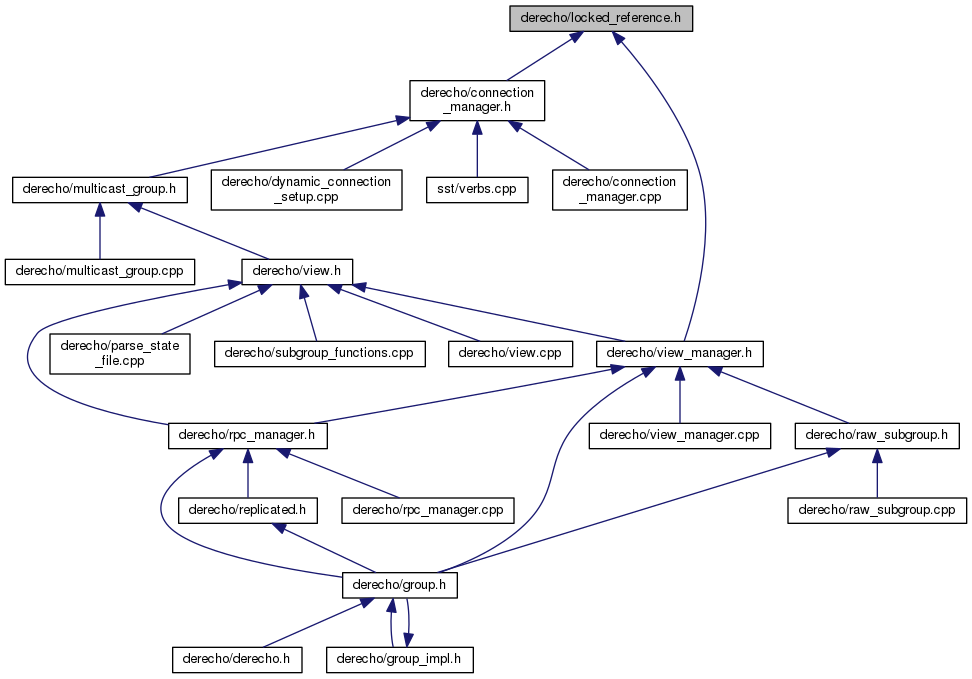 derecho/locked_reference.h
derecho/connection
_manager.h
derecho/multicast_group.h
derecho/dynamic_connection
_setup.cpp
sst/verbs.cpp
derecho/connection
_manager.cpp
derecho/multicast_group.cpp
derecho/view.h
derecho/parse_state
_file.cpp
derecho/subgroup_functions.cpp
derecho/view.cpp
derecho/view_manager.h
derecho/rpc_manager.h
derecho/view_manager.cpp
derecho/raw_subgroup.h
derecho/replicated.h
derecho/rpc_manager.cpp
derecho/raw_subgroup.cpp
derecho/group.h
derecho/derecho.h
derecho/group_impl.h